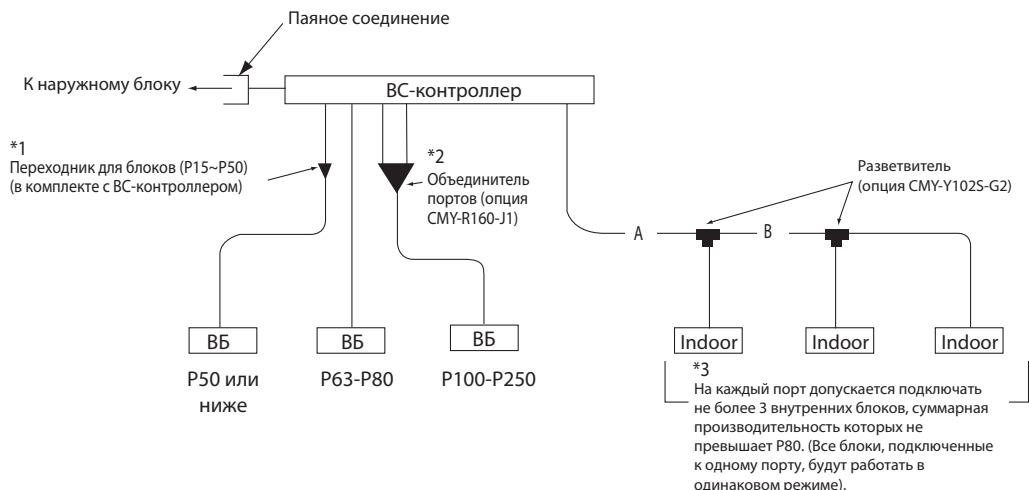 Паяное соединение
К наружному блоку
BC-контроллер
*1
Переходник для блоков (P15~P50)
(в комплекте с BC-контроллером)
*2
Объединитель
портов (опция
CMY-R160-J1)
Разветвитель
(опция CMY-Y102S-G2)
A
B
ВБ
ВБ
ВБ
Indoor
Indoor
Indoor
P50 или
ниже
P63-P80
P100-P250
*3
На каждый порт допускается подключать
не более 3 внутренних блоков, суммарная
производительность которых не
превышает P80. (Все блоки, подключенные
к одному порту, будут работать в
одинаковом режиме).